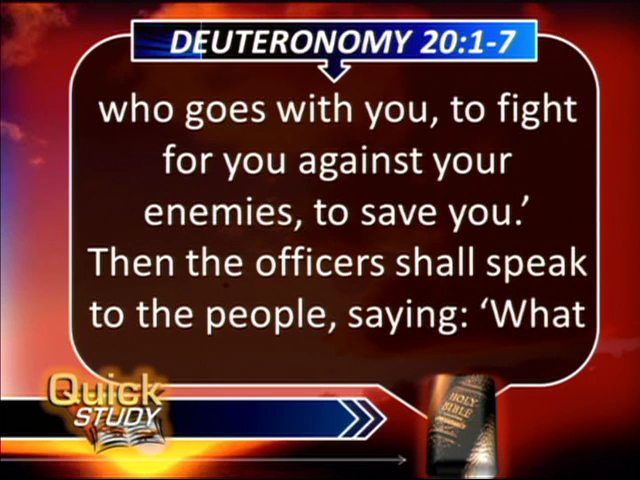 DEUTERONOMY 20:1-7
who goes with you, to fight
for you against your
enemies, to save you.’
Then the officers shall speak
to the people, saying: ‘What
Quick
STUDY
HOLY
BIBLE